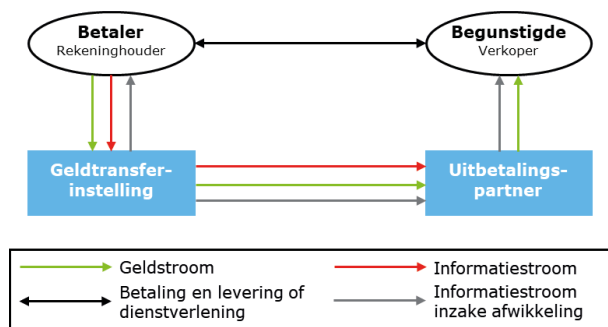 Betaler
Rekeninghouder
Begunstigde
Verkoper
Geldtransfer-
instelling
Uitbetalings-
partner
Geldstroom
Informatiestroom
Betaling en levering of
dienstverlening
Informatiestroom
inzake afwikkeling